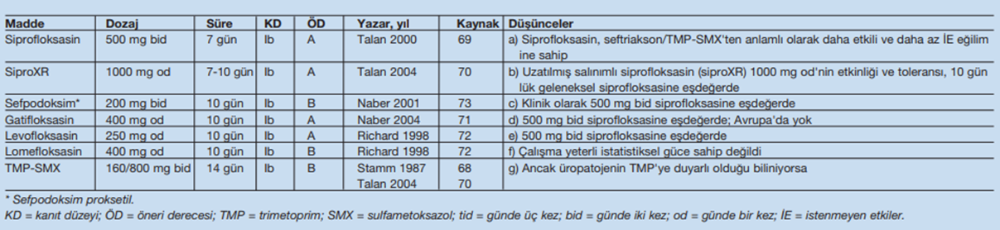 Madde Dozaj Süre KD ÖD Yazar, yıl Kaynak Düşünceler
Siprofloksasin 500 mg bid 7 gün Ib A Talan 2000 69 a) Siprofloksasin, seftriakson/TMP-SMX'ten anlamlı olarak daha etkili ve daha az İE eğilim
ine sahip
SiproXR 1000 mg od 7-10 gün Ib A Talan 2004 70 b) Uzatılmış salınımlı siprofloksasin (siproXR) 1000 mg od'nin etkinliği ve toleransı, 10 gün
lük geleneksel siprofloksasine eşdeğerde
Sefpodoksim* 200 mg bid 10 gün Ib B Naber 2001 73 c) Klinik olarak 500 mg bid siprofloksasine eşdeğerde
Gatifloksasin 400 mg od 10 gün Ib A Naber 2004 71 d) 500 mg bid siprofloksasine eşdeğerde; Avrupa'da yok
Levofloksasin 250 mg od 10 gün Ib A Richard 1998 72 e) 500 mg bid siprofloksasine eşdeğerde
Lomefloksasin 400 mg od 10 gün Ib B Richard 1998 72 f) Çalışma yeterli istatistiksel güce sahip değildi
TMP-SMX 160/800 mg bid 14 gün Ib B Stamm 1987 68 g) Ancak üropatojenin TMP'ye duyarlı olduğu biliniyorsa
Talan 2004 70
* Sefpodoksim proksetil.
KD = kanıt düzeyi; ÖD = öneri derecesi; TMP = trimetoprim; SMX = sulfametoksazol; tid = günde üç kez; bid = günde iki kez; od = günde bir kez; İE = istenmeyen etkiler.